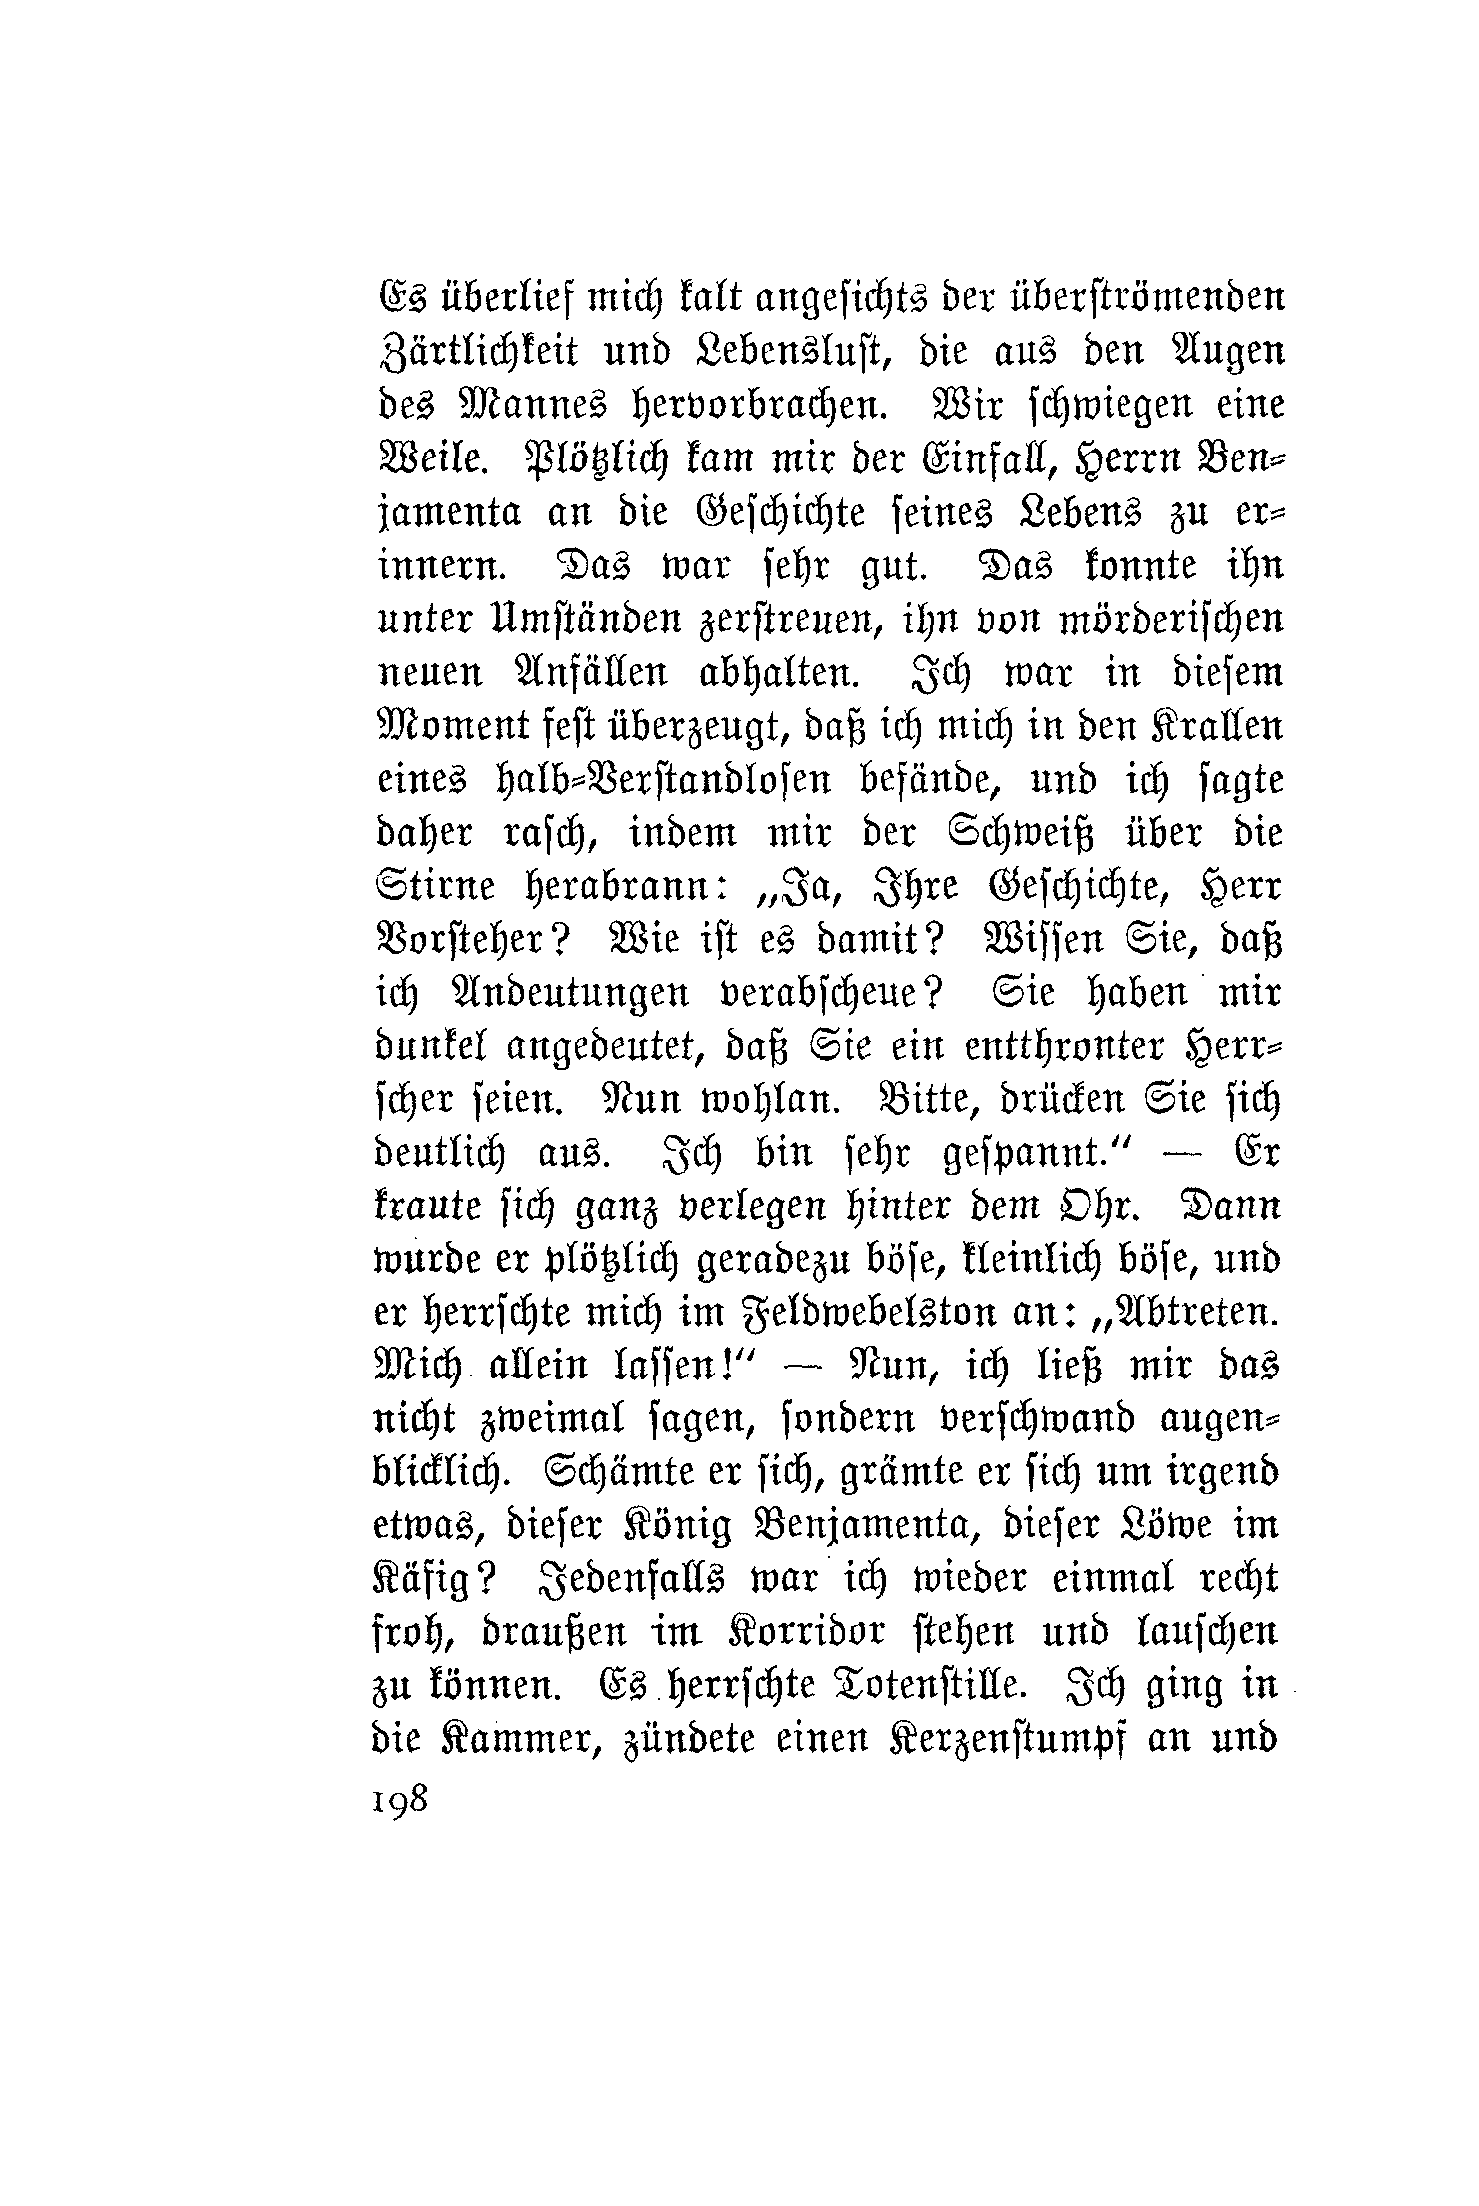 Es überlief mich kalt angesichts der überströmenden
Zärtlichkeit und Lebenslust, die aus den Augen
des Mannes hervorbrachen. Wir schwiegen eine
Weile. Plötzlich kam mir der Einfall, Herrn Ben-
jamenta an die Geschichte seines Lebens zu er-
innern. Das war sehr gut. Das konnte ihn
unter Umständen zerstreuen, ihn von mörderischen
neuen Anfällen abhalten. Ich war in diesem
Moment fest überzeugt, daß ich mich in den Krallen
eines halb-Verstandlosen befände, und ich sagte
daher rasch, indem mir der Schweiß über die
Stirne herabrann: „Ja, Ihre Geschichte, Herr
Vorsteher? Wie ist es damit? Wissen Sie, daß
ich Andeutungen verabscheue? Sie haben mir
dunkel angedeutet, daß Sie ein entthronter Herr-
scher seien. Nun wohlan. Bitte, drücken Sie sich
deutlich aus. Ich bin sehr gespannt.“ — Er
kraute sich ganz verlegen hinter dem Ohr. Dann
wurde er plötzlich geradezu böse, kleinlich böse, und
er herrschte mich im Feldwebelston an: „Abtreten.
Mich allein lassen!“ — Nun, ich ließ mir das
nicht zweimal sagen, sondern verschwand augen-
blicklich. Schämte er sich, grämte er sich um irgend
etwas, dieser König Benjamenta, dieser Löwe im
Käfig? Jedenfalls war ich wieder einmal recht
froh, draußen im Korridor stehen und lauschen
zu können. Es herrschte Totenstille. Ich ging in
die Kammer, zündete einen Kerzenstumpf an und
198